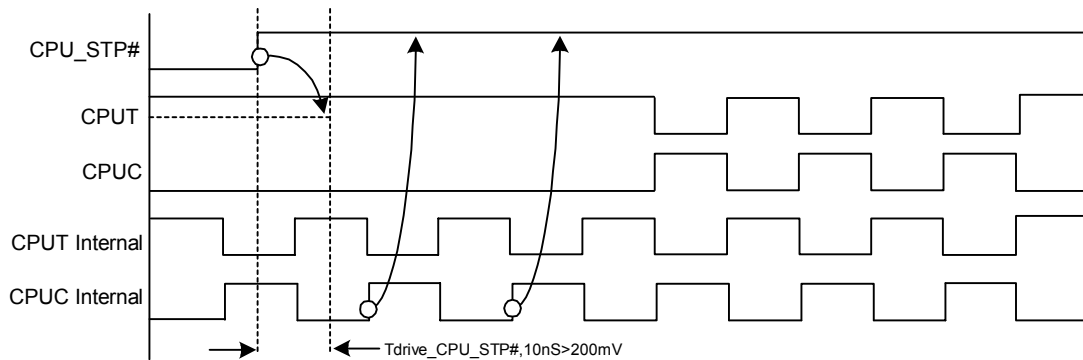 CPU_STP#
CPUT
CPUC
CPUT Internal
CPUC Internal
Tdrive_CPU_STP#,10nS>200mV